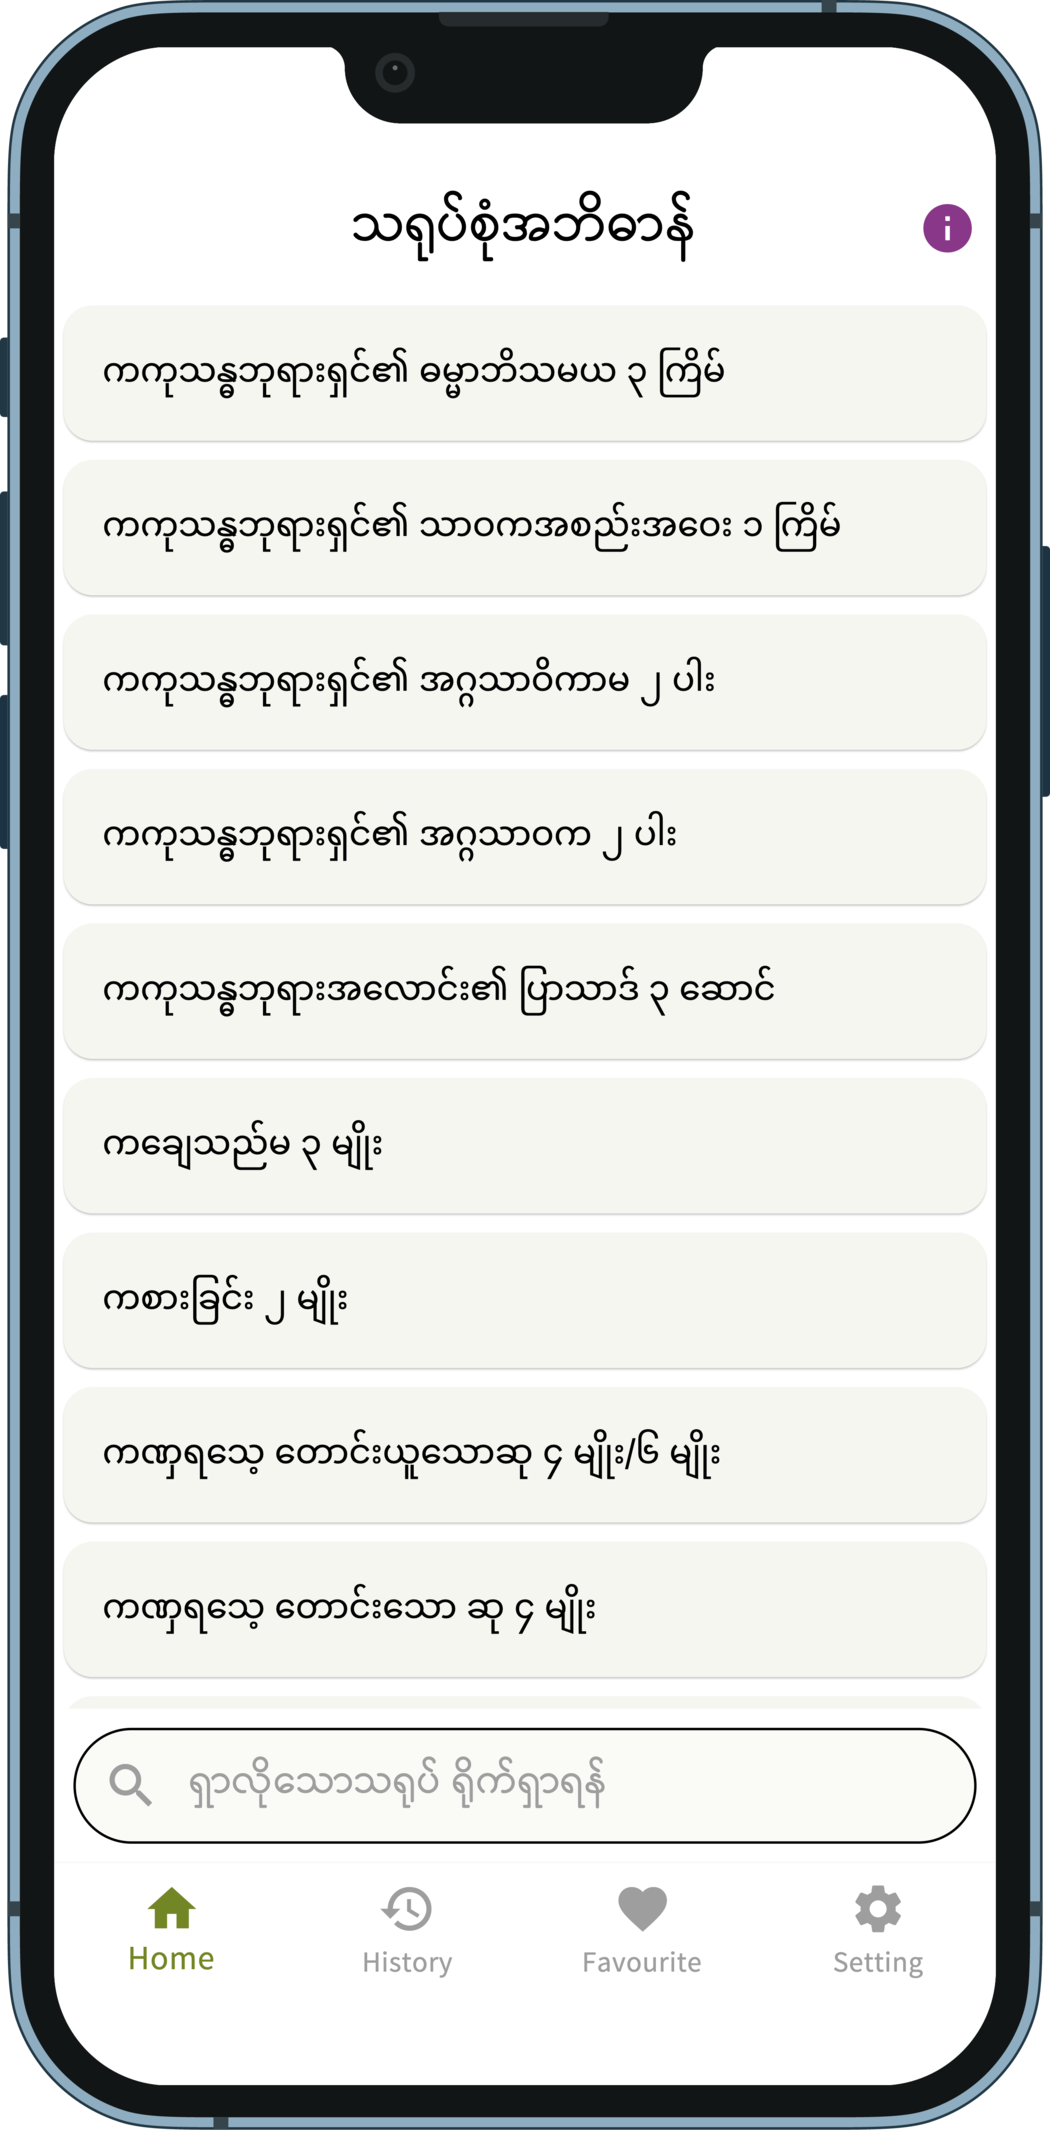 သရုပ်စုံအဘိဓာန်
ကကုသန္ဓဘုရားရှင်၏ ဓမ္မာဘိသမယ ၃ ကြိမ်
ကကုသန္ဓဘုရားရှင်၏ သာဝကအစည်းအဝေး ၁ ကြိမ်
ကကုသန္ဓဘုရားရှင်၏ အဂ္ဂသာဝိကာမ ၂ ပါး
ကကုသန္ဓဘုရားရှင်၏ အဂ္ဂသာဝက ၂ ပါး
ကကုသန္ဓဘုရားအလောင်း၏ ပြာသာဒ် ၃ ဆောင်
ကချေသည်မ ၃ မျိုး
ကစားခြင်း ၂ မျိုး
ကဏှရသေ့ တောင်းယူသောဆု ၄ မျိုး/၆ မျိုး
ကဏှရသေ့ တောင်းသော ဆု ၄ မျိုး
ရှာလိုသောသရုပ် ရိုက်ရှာရန်
Home History Favourite Setting